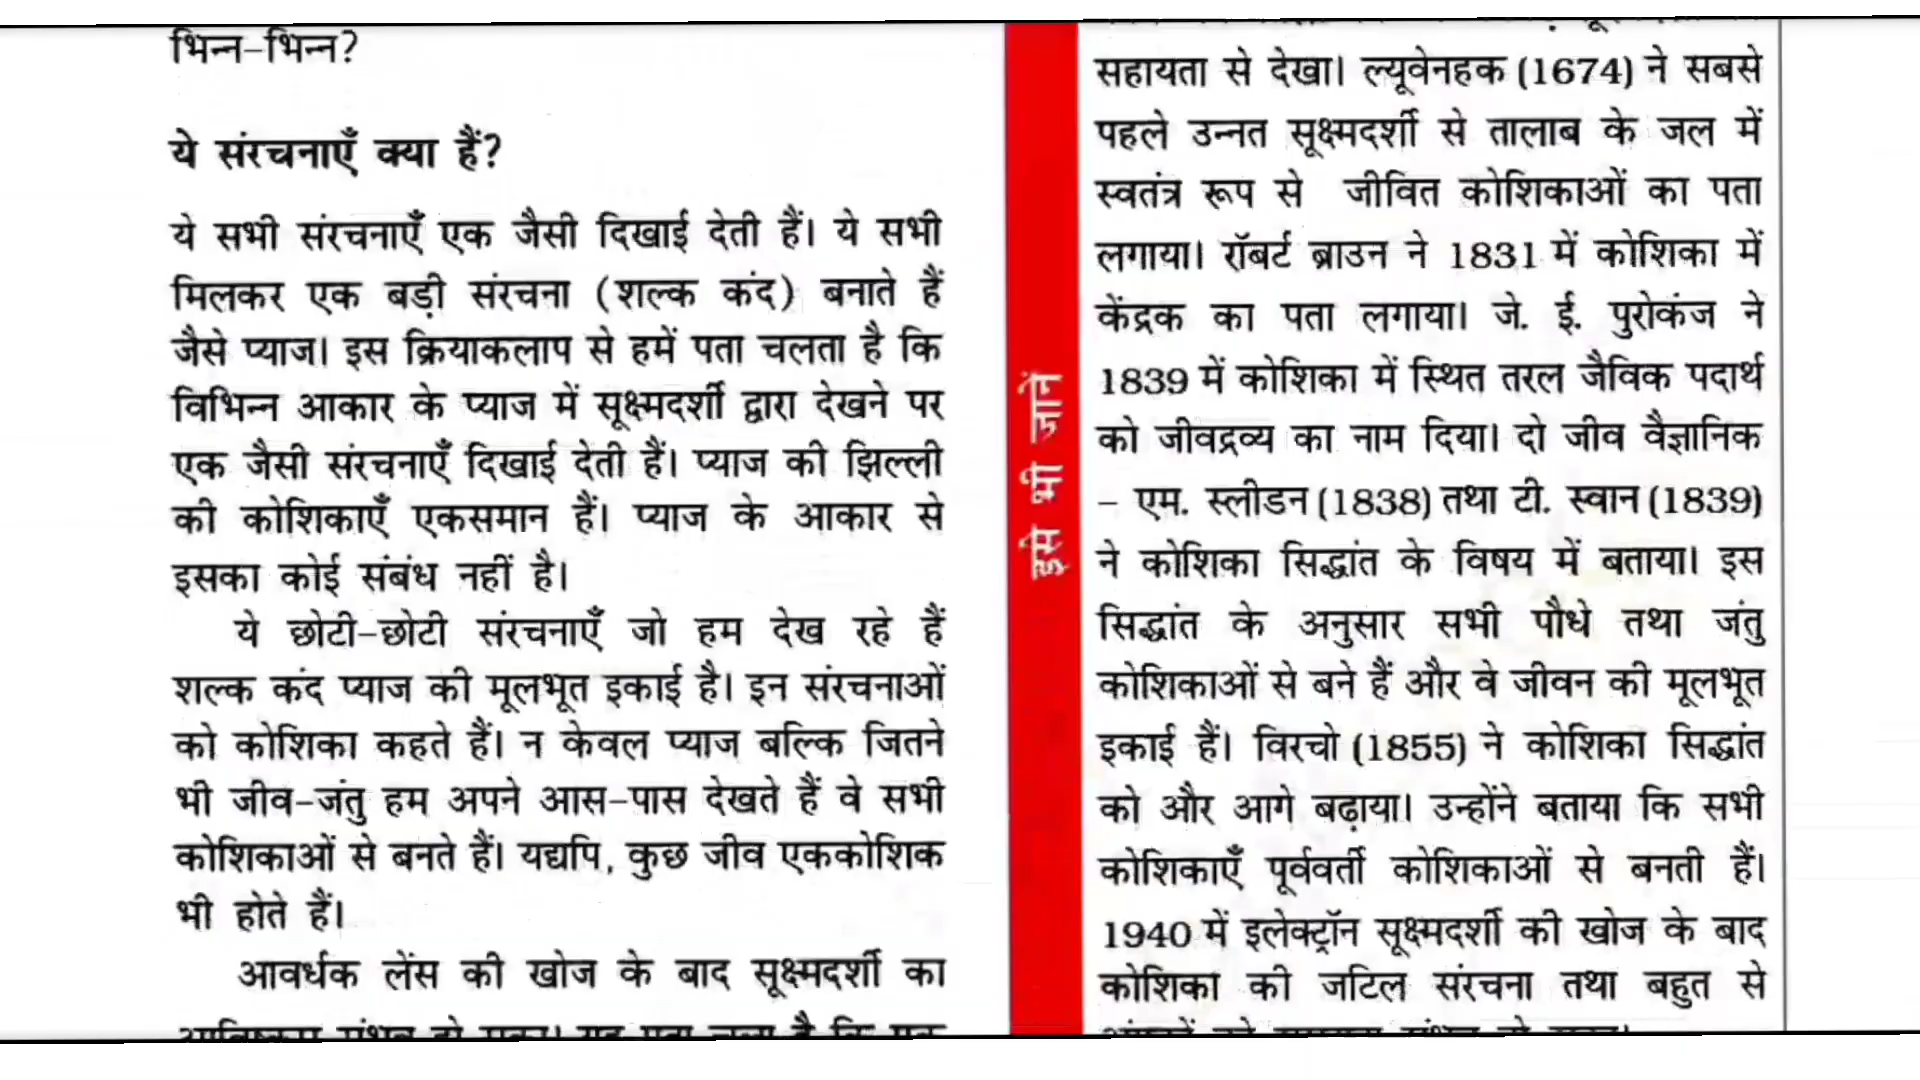 भिन्न-भिन्न?
ये संरचनाएँ क्या हैं?
ये सभी संरचनाएँ एक जैसी दिखाई देती हैं। ये सभी
मिलकर एक बड़ी संरचना (शल्क कंद) बनाते हैं
जैसे प्याज। इस क्रियाकलाप से हमें पता चलता है कि
विभिन्न आकार के प्याज में सूक्ष्मदर्शी द्वारा देखने पर
एक जैसी संरचनाएँ दिखाई देती हैं। प्याज की झिल्ली
की कोशिकाएँ एकसमान हैं। प्याज के आकार से
इसका कोई संबंध नहीं है।
ये छोटी-छोटी संरचनाएँ जो हम देख रहे हैं
शल्क कंद प्याज की मूलभूत इकाई है। इन संरचनाओं
को कोशिका कहते हैं। न केवल प्याज बल्कि जितने
भी जीव-जंतु हम अपने आस-पास देखते हैं वे सभी
कोशिकाओं से बनते हैं। यद्यपि, कुछ जीव एककोशिक
भी होते हैं।
आवर्धक लेंस की खोज के बाद सूक्ष्मदर्शी का
इसे भी जानें
सहायता से देखा। ल्यूवेनहक (1674) ने सबसे
पहले उन्नत सूक्ष्मदर्शी से तालाब के जल में
स्वतंत्र रूप से जीवित कोशिकाओं का पता
लगाया। रॉबर्ट ब्राउन ने 1831 में कोशिका में
केंद्रक का पता लगाया। जे. ई. पुरोकंज ने
1839 में कोशिका में स्थित तरल जैविक पदार्थ
को जीवद्रव्य का नाम दिया। दो जीव वैज्ञानिक
– एम. स्लीडन (1838) तथा टी. स्वान (1839)
ने कोशिका सिद्धांत के विषय में बताया। इस
सिद्धांत के अनुसार सभी पौधे तथा जंतु
कोशिकाओं से बने हैं और वे जीवन की मूलभूत
इकाई हैं। विरचो (1855) ने कोशिका सिद्धांत
को और आगे बढ़ाया। उन्होंने बताया कि सभी
कोशिकाएँ पूर्ववर्ती कोशिकाओं से बनती हैं।
1940 में इलेक्ट्रॉन सूक्ष्मदर्शी की खोज के बाद
कोशिका की जटिल संरचना तथा बहुत से